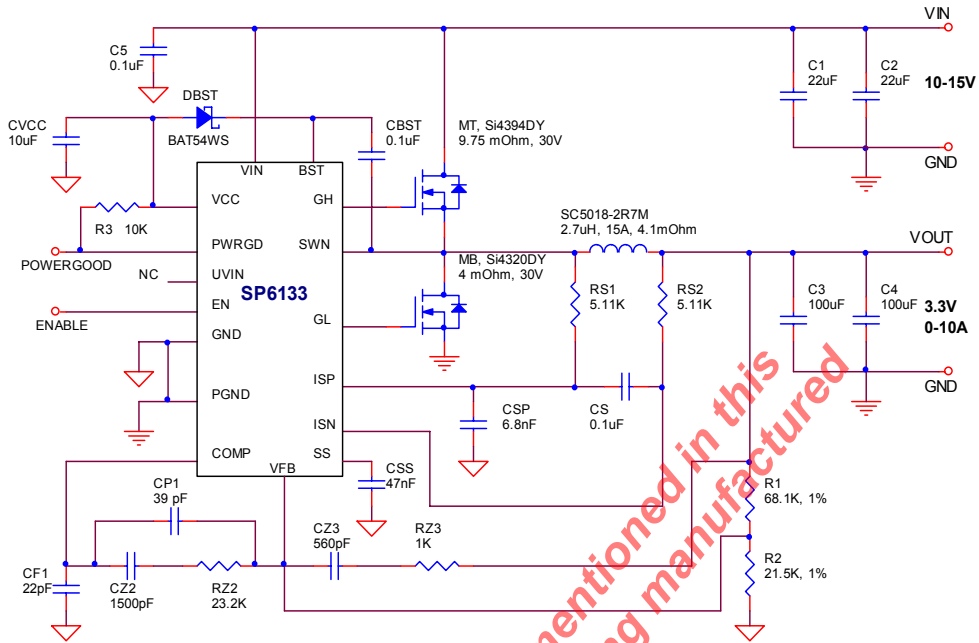 VIN
C5
0.1uF
C1
22uF
C2
22uF
10-15V
DBST
BAT54WS
CVCC
10uF
CBST
0.1uF
MT, Si4394DY
9.75 mOhm, 30V
GND
VIN
BST
VCC
GH
R3 10K
SC5018-2R7M
2.7uH, 15A, 4.1mOhm
PWRGD
SWN
VOUT
POWERGOOD
NC
UVIN
SP6133
MB, Si4320DY
4 mOhm, 30V
RS1
5.11K
RS2
5.11K
C3
100uF
C4
100uF
3.3V
0-10A
EN
ENABLE
GL
GND
GND
ISP
PGND
CSP
6.8nF
CS
0.1uF
ISN
COMP
VFB
SS
CSS
47nF
R1
68.1K, 1%
CP1
39 pF
CZ3
560pF
RZ3
1K
R2
21.5K, 1%
CF1
22pF
CZ2
1500pF
RZ2
23.2K
mentioned in this
ng manufactured